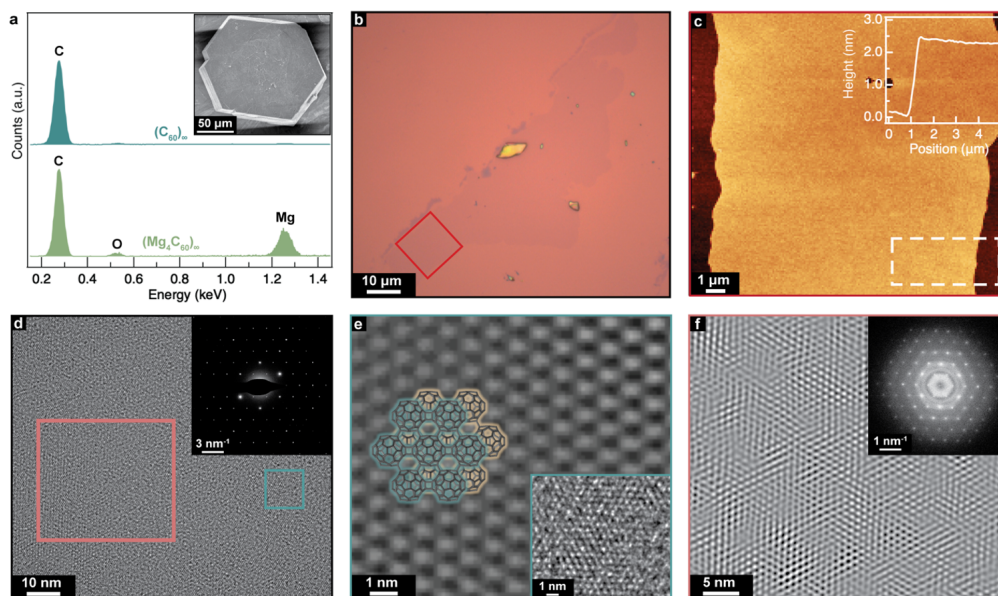 a
C
(C60)∞
50 µm
Counts (a.u.)
C
O
(Mg4C60)∞
Mg
0.2 0.4 0.6 0.8 1.0 1.2 1.4
Energy (keV)
b
10 µm
c
3.0
2.0
1.0
0.0
Height (nm)
0 1 2 3 4 5
Position (µm)
1 µm
d
3 nm-1
10 nm
e
1 nm
1 nm
f
1 nm-1
5 nm